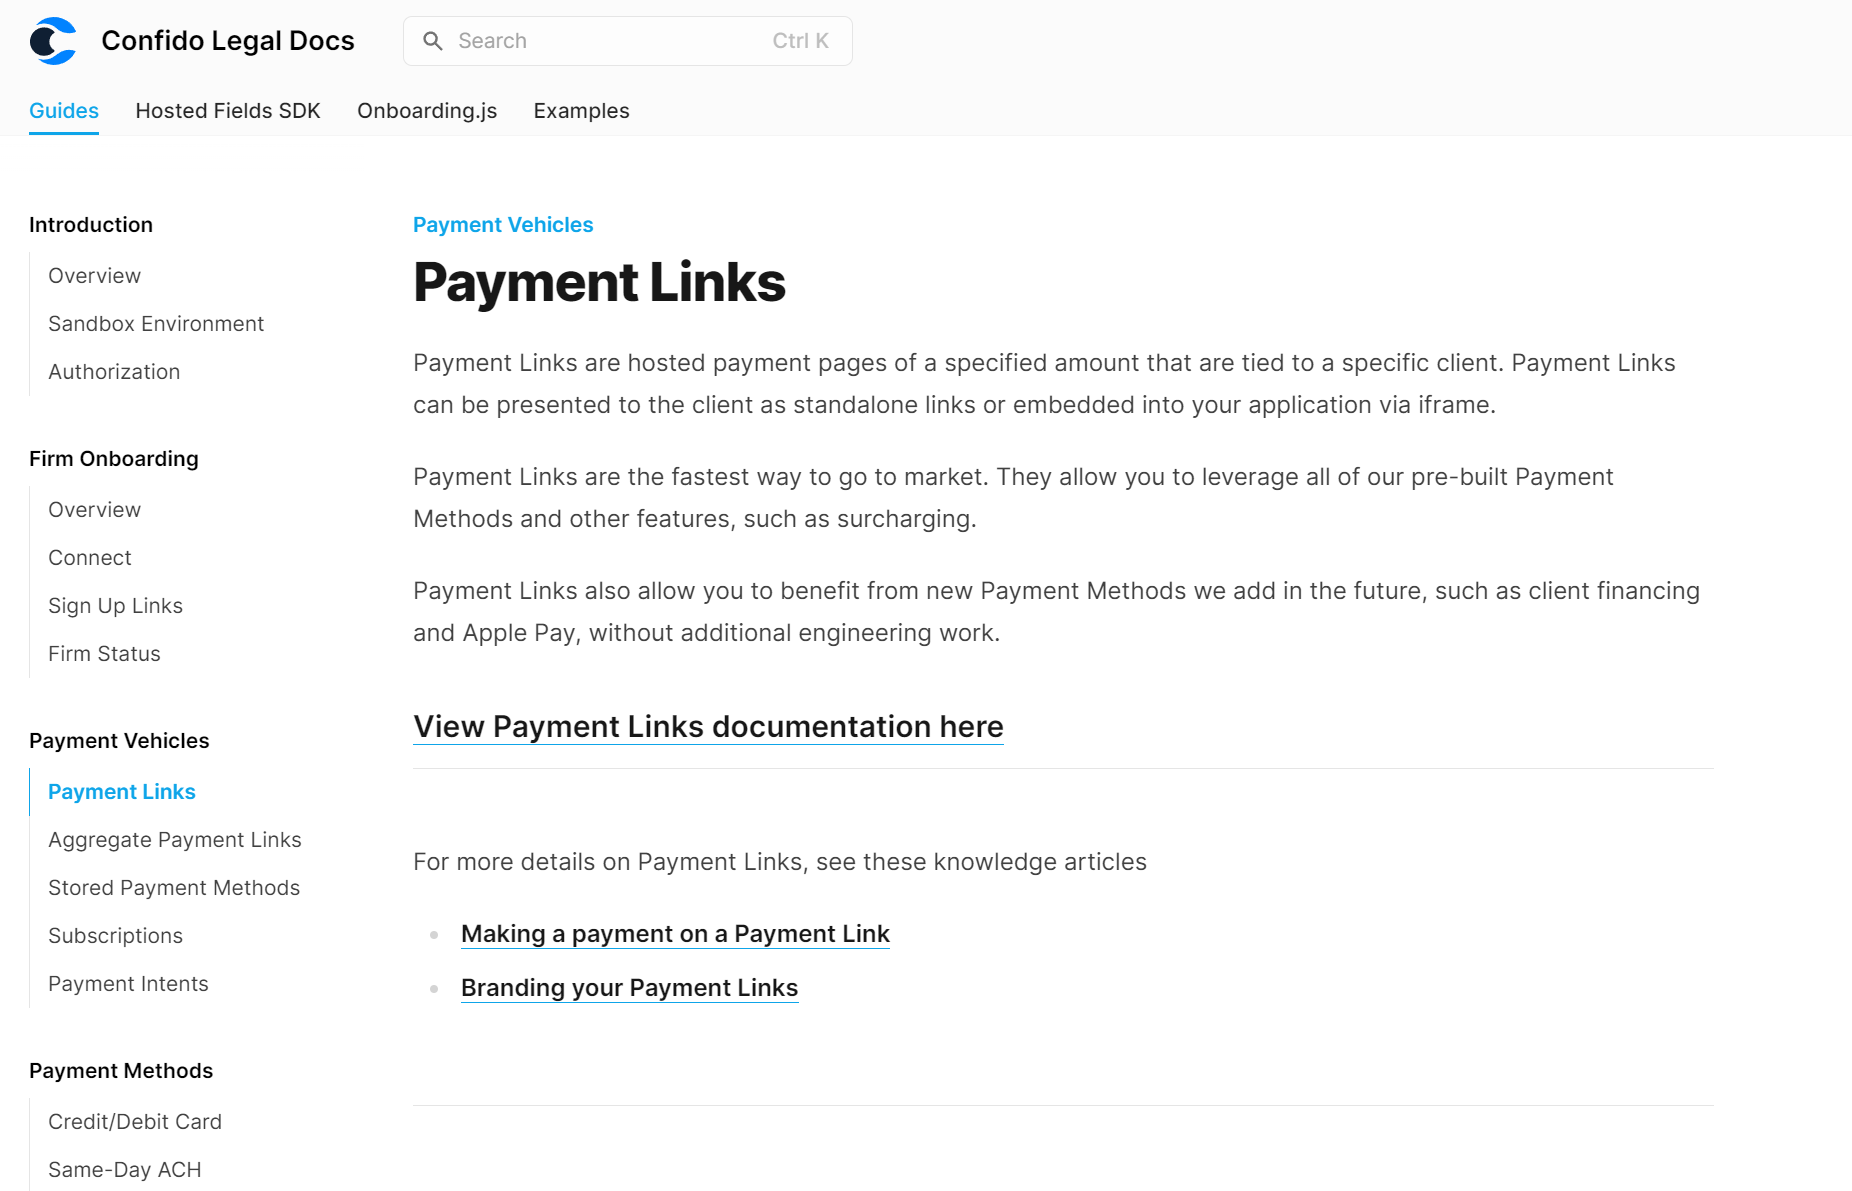 Confido Legal Docs
Search
Ctrl K
Guides
Hosted Fields SDK
Onboarding.js
Examples
Introduction
Overview
Sandbox Environment
Authorization
Firm Onboarding
Overview
Connect
Sign Up Links
Firm Status
Payment Vehicles
Payment Links
Aggregate Payment Links
Stored Payment Methods
Subscriptions
Payment Intents
Payment Methods
Credit/Debit Card
Same-Day ACH
Payment Vehicles
Payment Links
Payment Links are hosted payment pages of a specified amount that are tied to a specific client. Payment Links
can be presented to the client as standalone links or embedded into your application via iframe.
Payment Links are the fastest way to go to market. They allow you to leverage all of our pre-built Payment
Methods and other features, such as surcharging.
Payment Links also allow you to benefit from new Payment Methods we add in the future, such as client financing
and Apple Pay, without additional engineering work.
View Payment Links documentation here
For more details on Payment Links, see these knowledge articles
Making a payment on a Payment Link
Branding your Payment Links